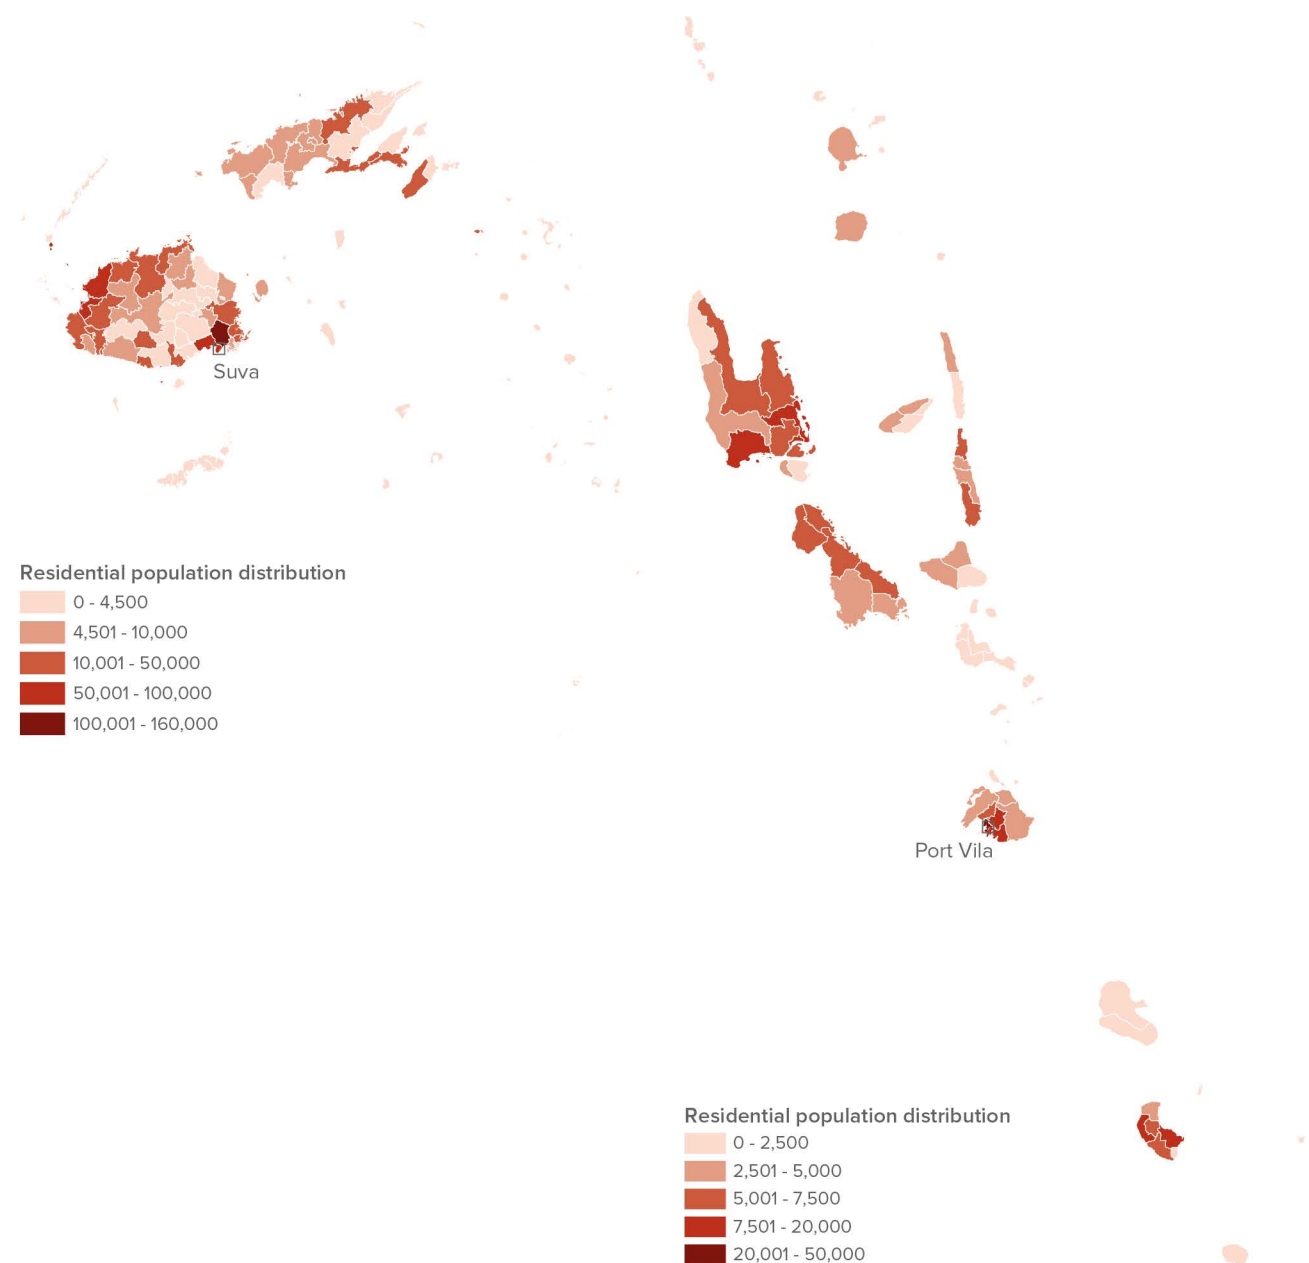 Suva
Residential population distribution
0 - 4,500
4,501 - 10,000
10,001 - 50,000
50,001 - 100,000
100,001 - 160,000
Port Vila
Residential population distribution
0 - 2,500
2,501 - 5,000
5,001 - 7,500
7,501 - 20,000
20,001 - 50,000